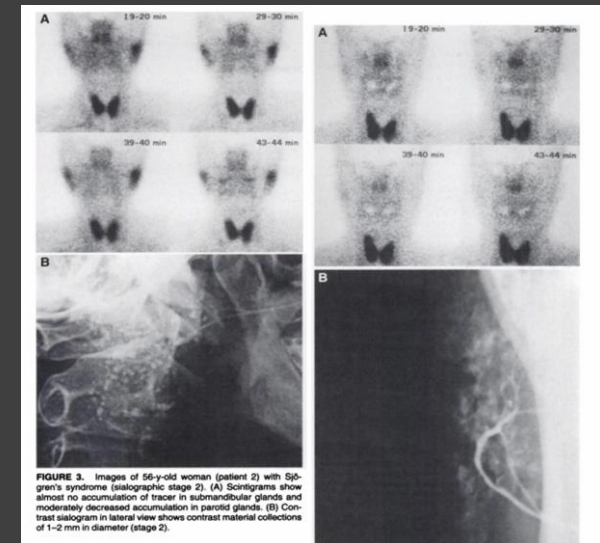 A
19-20 min
29-30 min
39-40 min
43-44 min
B
FIGURE 3. Images of 56-y-old woman (patient 2) with Sjö-
gren's syndrome (sialographic stage 2). (A) Scintigrams show
almost no accumulation of tracer in submandibular glands and
moderately decreased accumulation in parotid glands. (B) Con-
trast sialogram in lateral view shows contrast material collections
of 1–2 mm in diameter (stage 2).
A
19-20 min
29-30 min
39-40 min
43-44 min
B